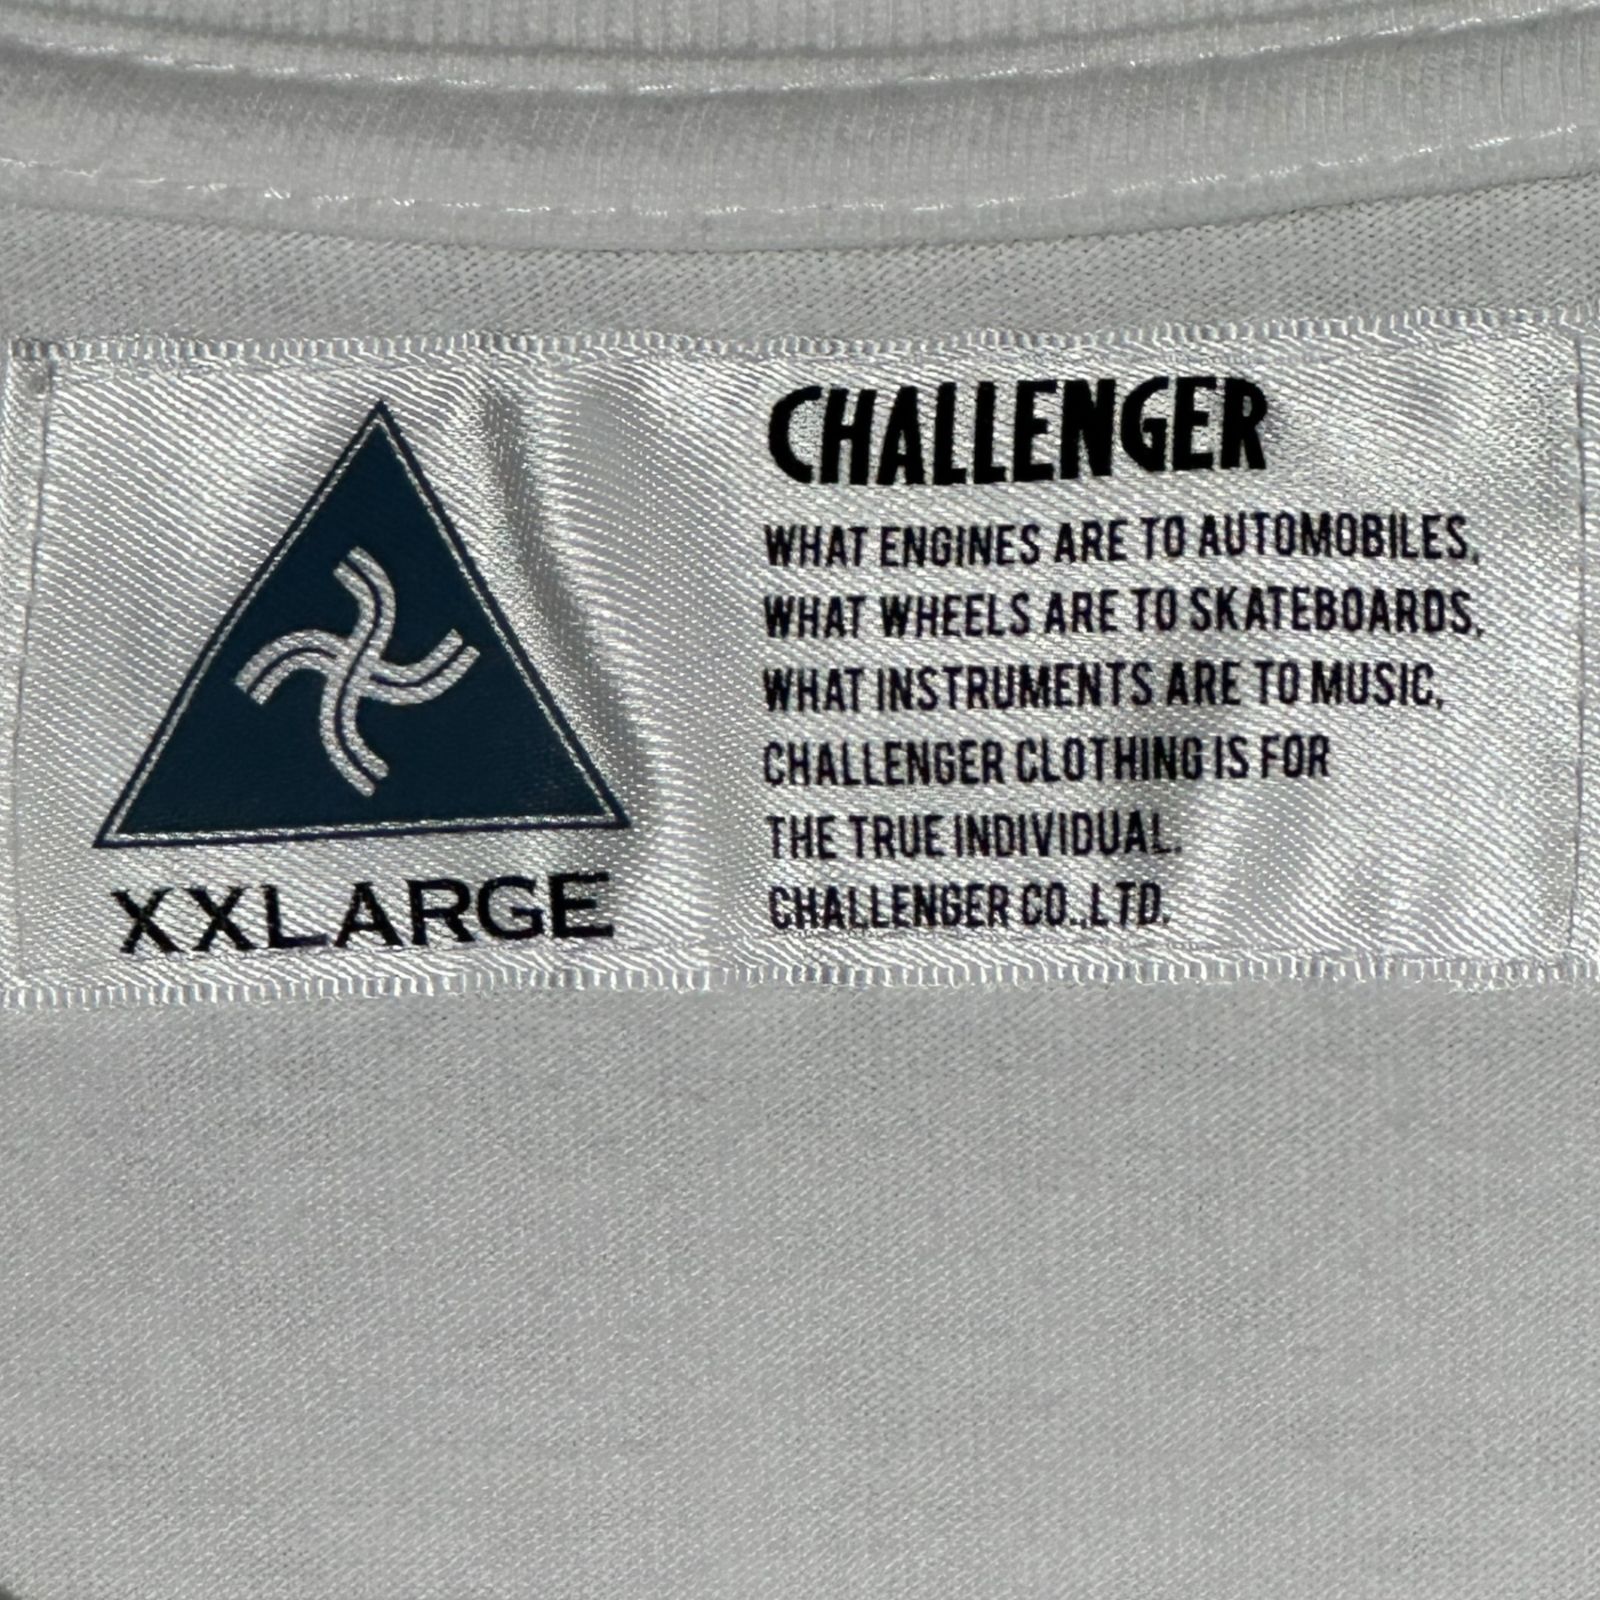 XXLARGE
CHALLENGER
WHAT ENGINES ARE TO AUTOMOBILES,
WHAT WHEELS ARE TO SKATEBOARDS,
WHAT INSTRUMENTS ARE TO MUSIC,
CHALLENGER CLOTHING IS FOR
THE TRUE INDIVIDUAL.
CHALLENGER CO.,LTD.